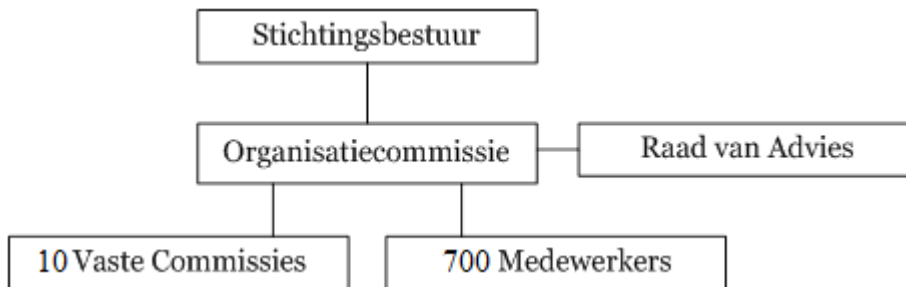 Stichtingsbestuur
Organisatiecommissie
Raad van Advies
10 Vaste Commissies
700 Medewerkers